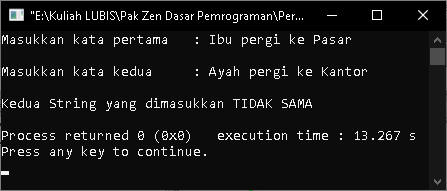 "E:\Kuliah LUBIS\Pak Zen Dasar Pemrograman\Per...
Masukkan kata pertama   : Ibu pergi ke Pasar
Masukkan kata kedua     : Ayah pergi ke Kantor
Kedua String yang dimasukkan TIDAK SAMA
Process returned 0 (0x0)   execution time : 13.267 s
Press any key to continue.